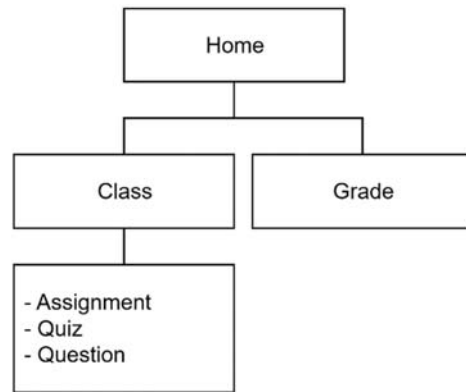 Home
Class
Grade
- Assignment
- Quiz
- Question